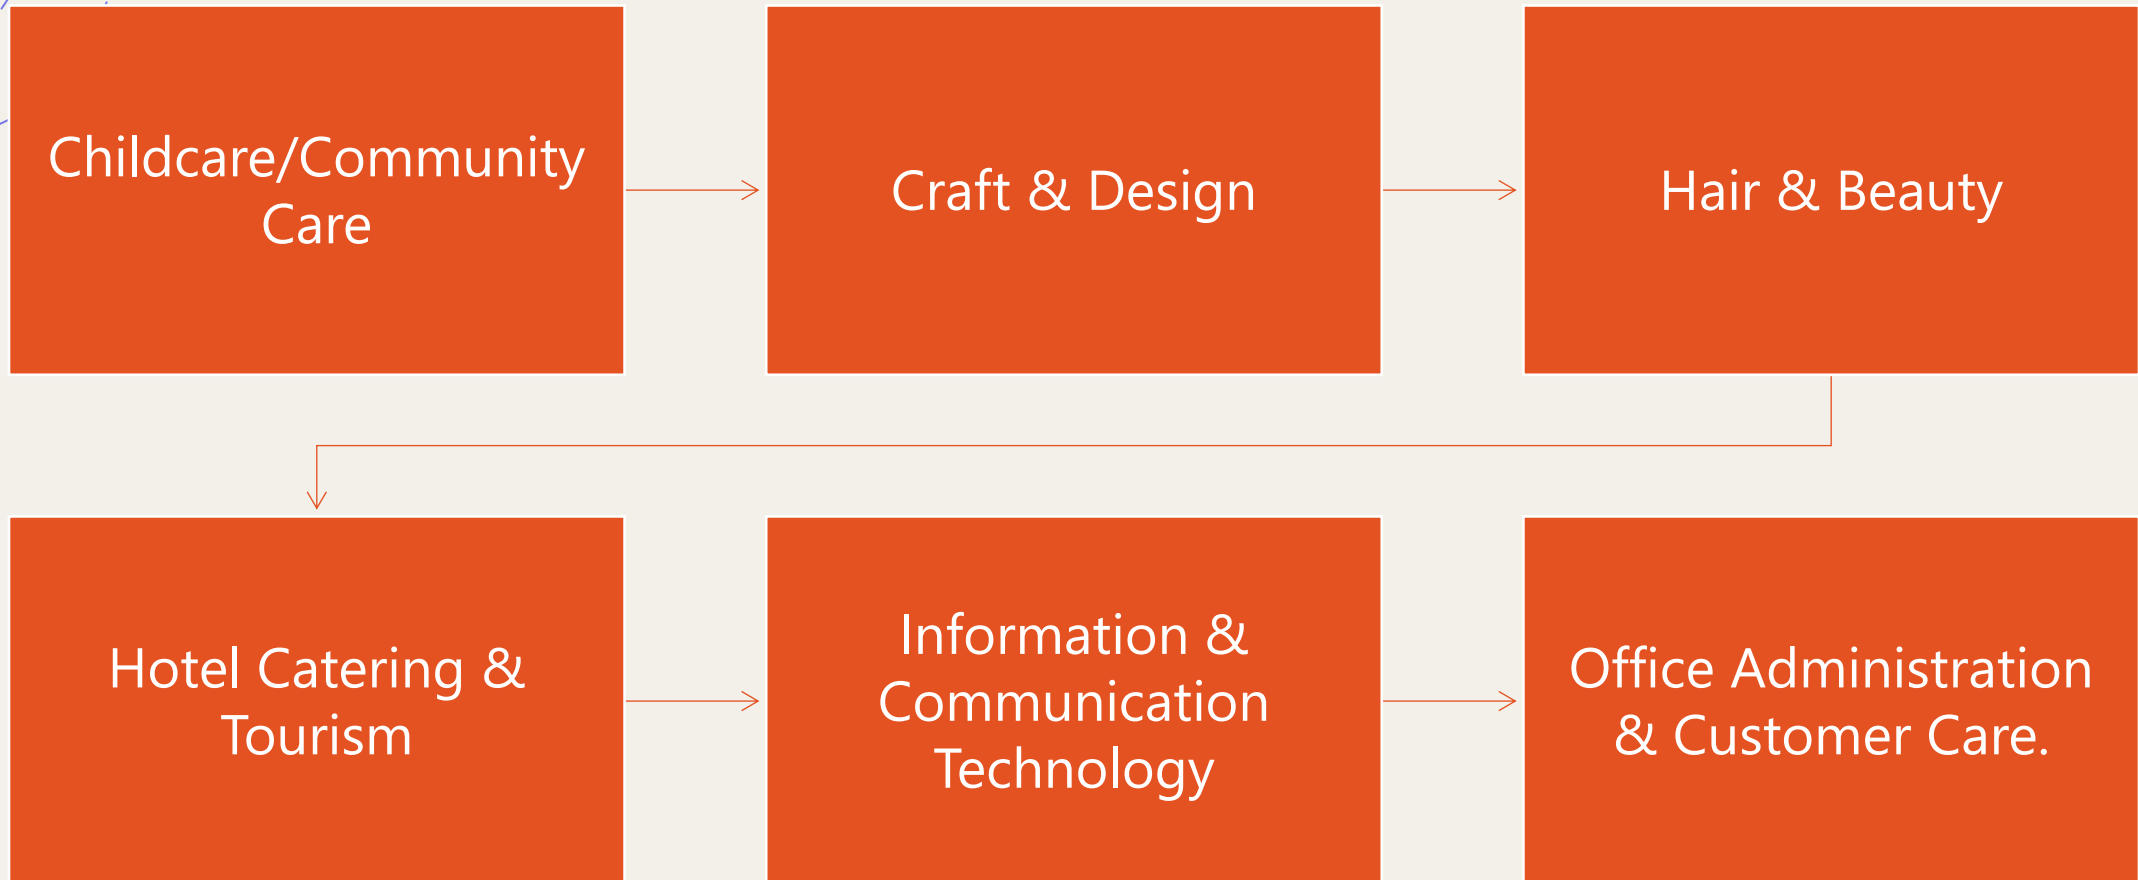 Childcare/Community
Care
Craft & Design
Hair & Beauty
Hotel Catering &
Tourism
Information &
Communication
Technology
Office Administration
& Customer Care.